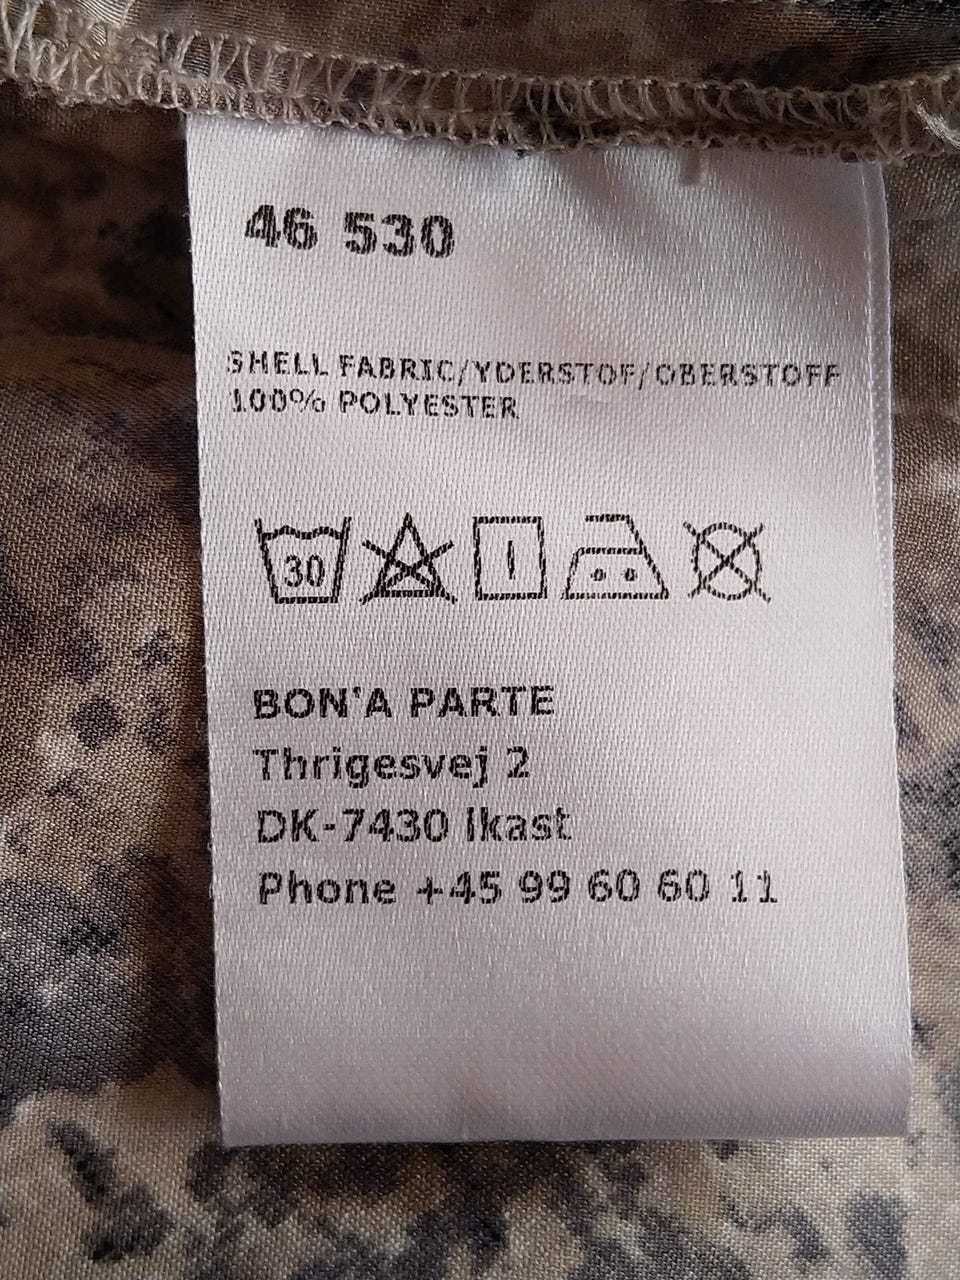 46 530
SHELL FABRIC/YDERSTOF/OBERSTOFF
100% POLYESTER
30
BON'A PARTE
Thrigesvej 2
DK-7430 Ikast
Phone +45 99 60 60 11